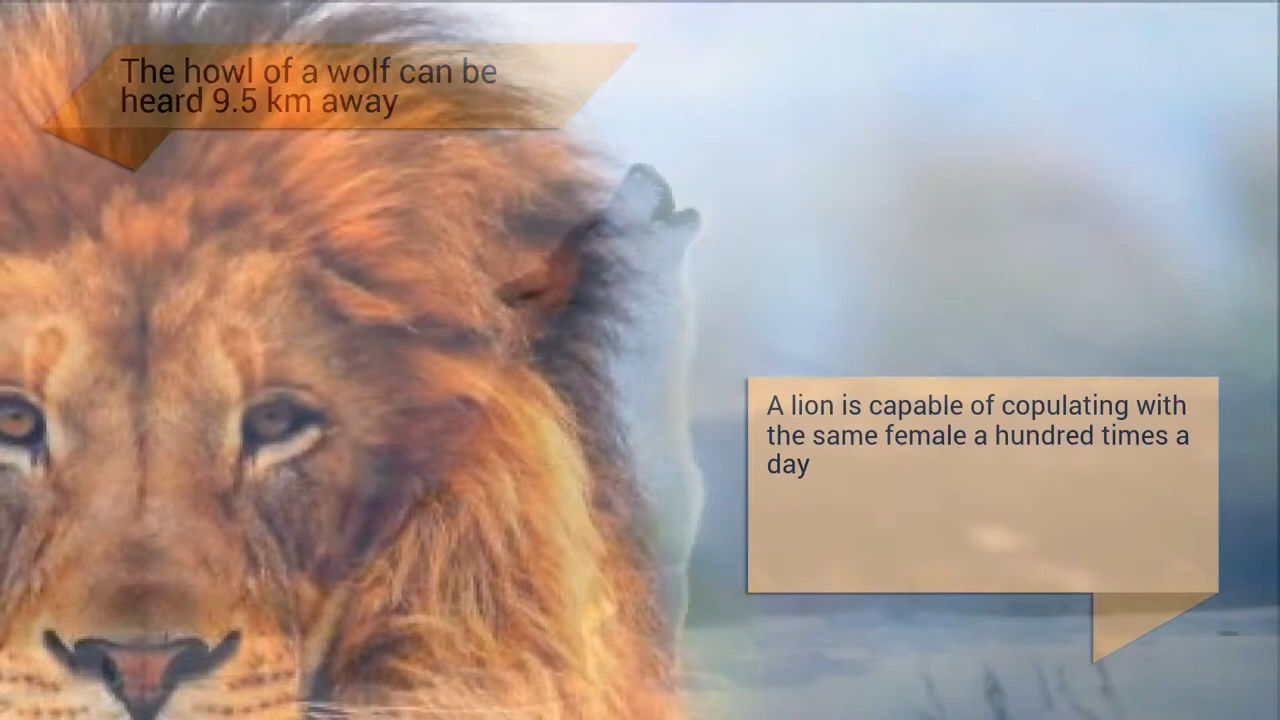 The howl of a wolf can be
heard 9.5 km away
A lion is capable of copulating with
the same female a hundred times a
day